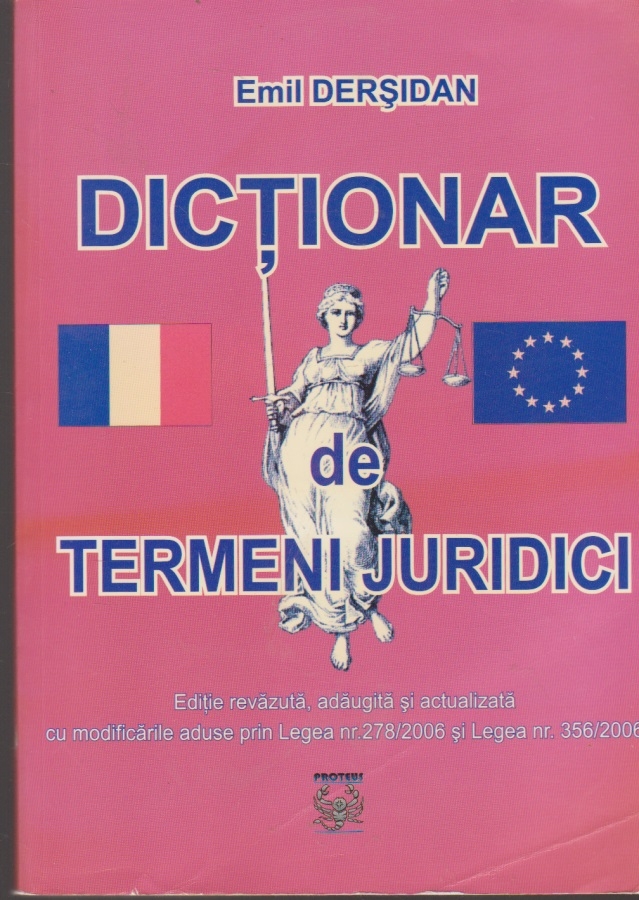 Emil DERŞIDAN
DICŢIONAR
de
TERMENI JURIDICI
Ediţie revăzută, adăugită şi actualizată
cu modificările aduse prin Legea nr.278/2006 şi Legea nr. 356/2006
PROTEUS